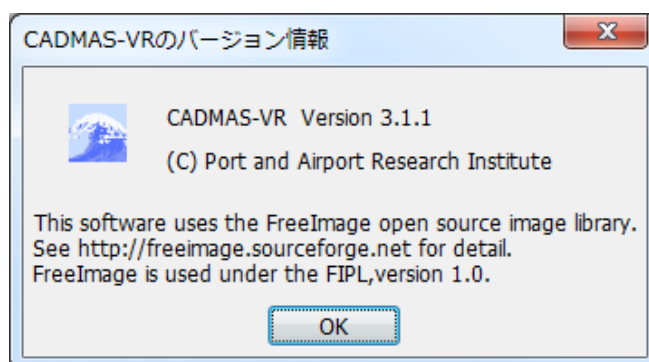 CADMAS-VRのバージョン情報
CADMAS-VR Version 3.1.1
(C) Port and Airport Research Institute
This software uses the FreeImage open source image library.
See http://freeimage.sourceforge.net for detail.
FreeImage is used under the FIPL,version 1.0.
OK